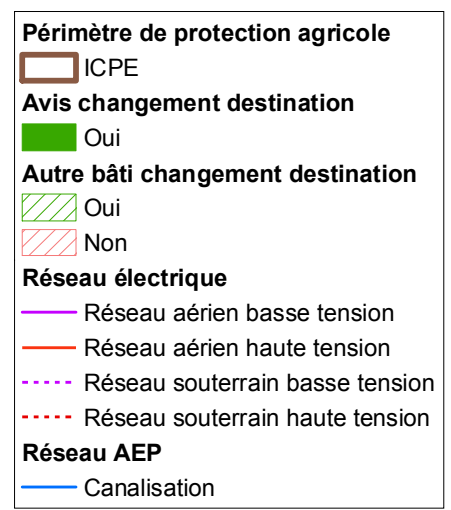 Périmètre de protection agricole
ICPE
Avis changement destination
Oui
Autre bâti changement destination
Oui
Non
Réseau électrique
Réseau aérien basse tension
Réseau aérien haute tension
Réseau souterrain basse tension
Réseau souterrain haute tension
Réseau AEP
Canalisation